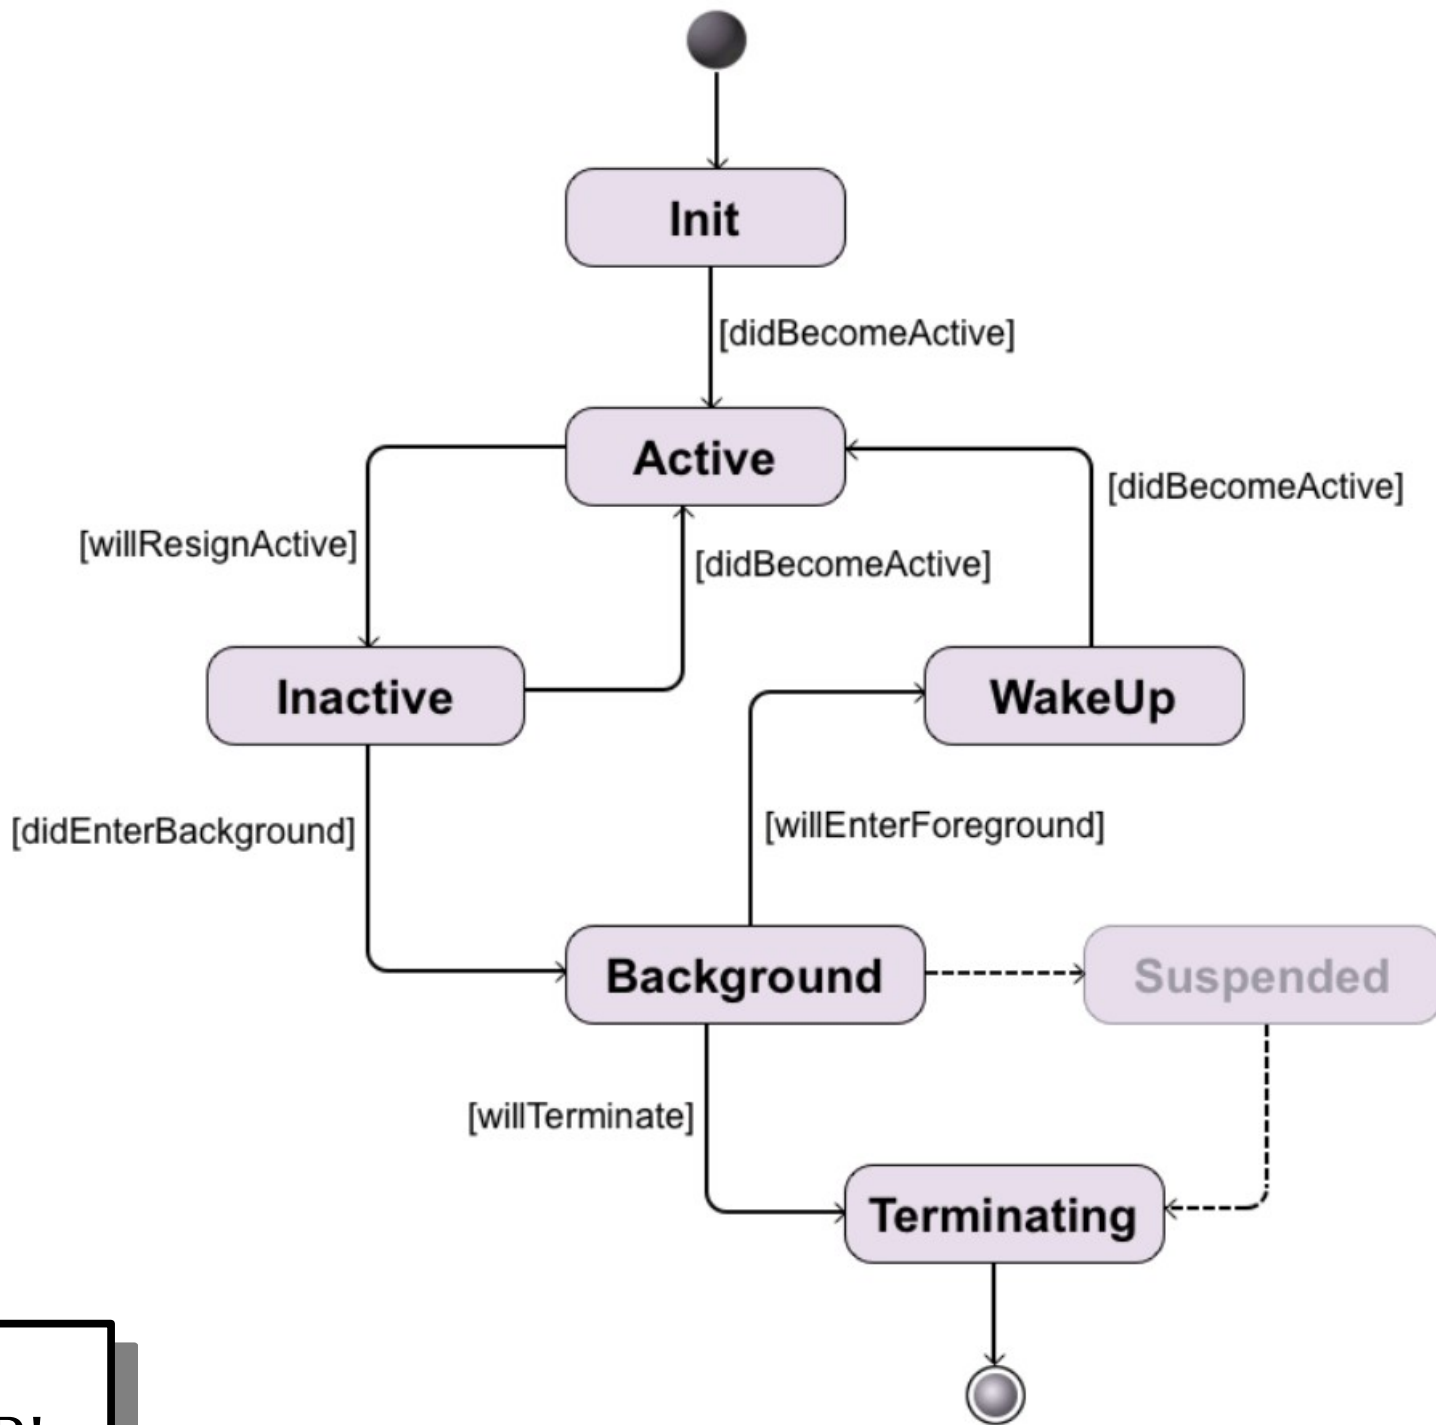 Init
[didBecomeActive]
Active
[didBecomeActive]
[willResignActive]
[didBecomeActive]
Inactive
WakeUp
[didEnterBackground]
[willEnterForeground]
Background
Suspended
[willTerminate]
Terminating